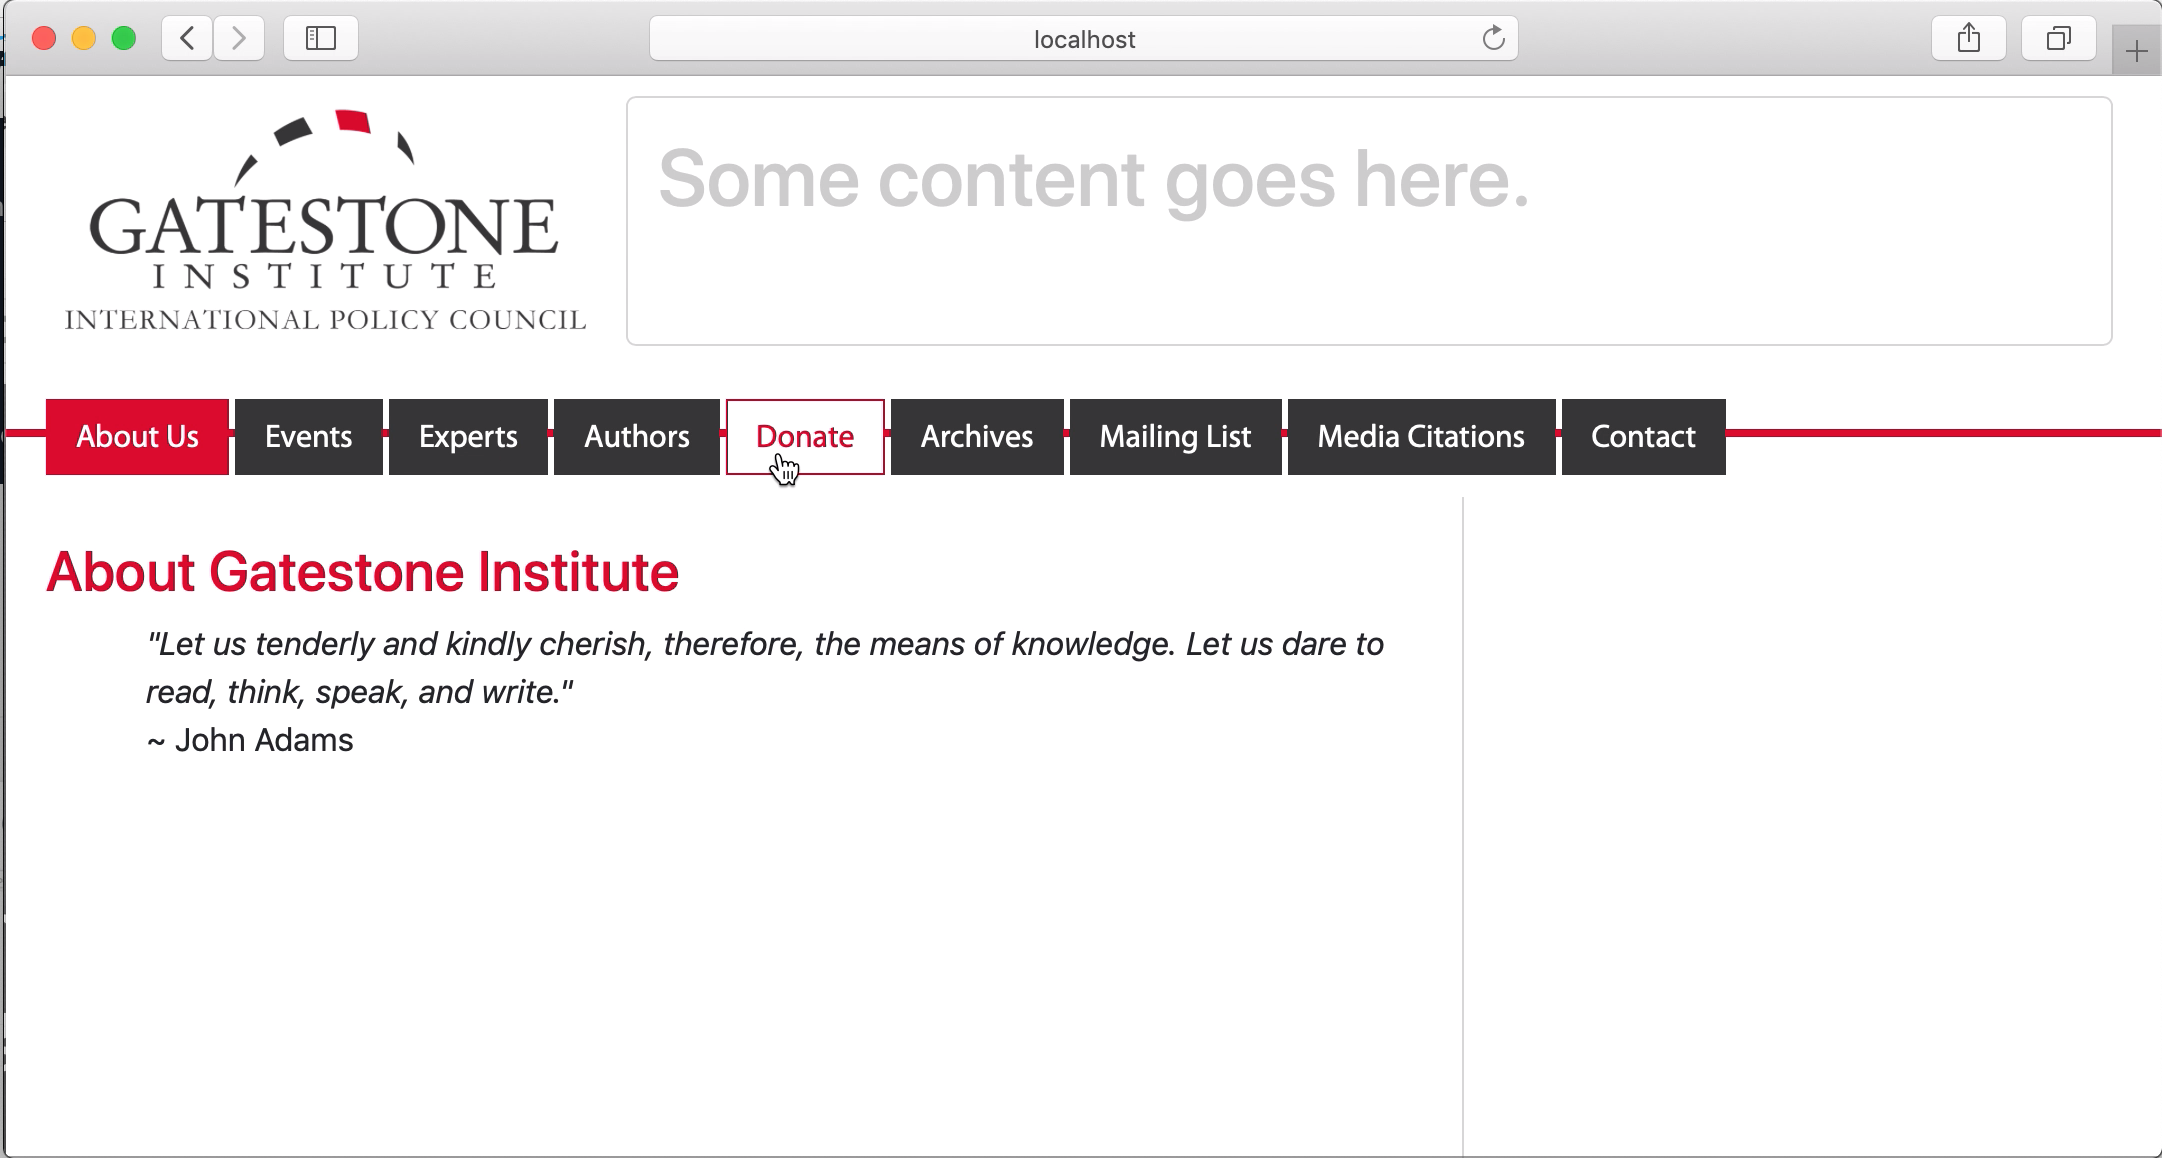 localhost
GATESTONE
INSTITUTE
INTERNATIONAL POLICY COUNCIL
Some content goes here.
About Us Events Experts Authors Donate Archives Mailing List Media Citations Contact
About Gatestone Institute
"Let us tenderly and kindly cherish, therefore, the means of knowledge. Let us dare to
read, think, speak, and write."
~ John Adams